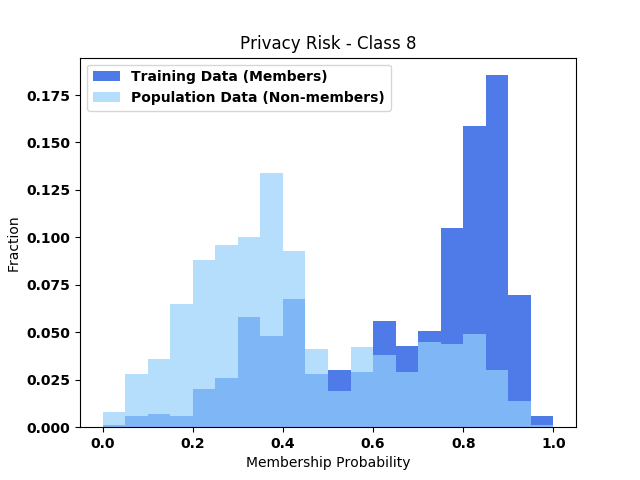 Privacy Risk - Class 8
Training Data (Members)
Population Data (Non-members)
0.175
0.150
0.125
0.100
0.075
0.050
0.025
0.000
Fraction
0.0 0.2 0.4 0.6 0.8 1.0
Membership Probability